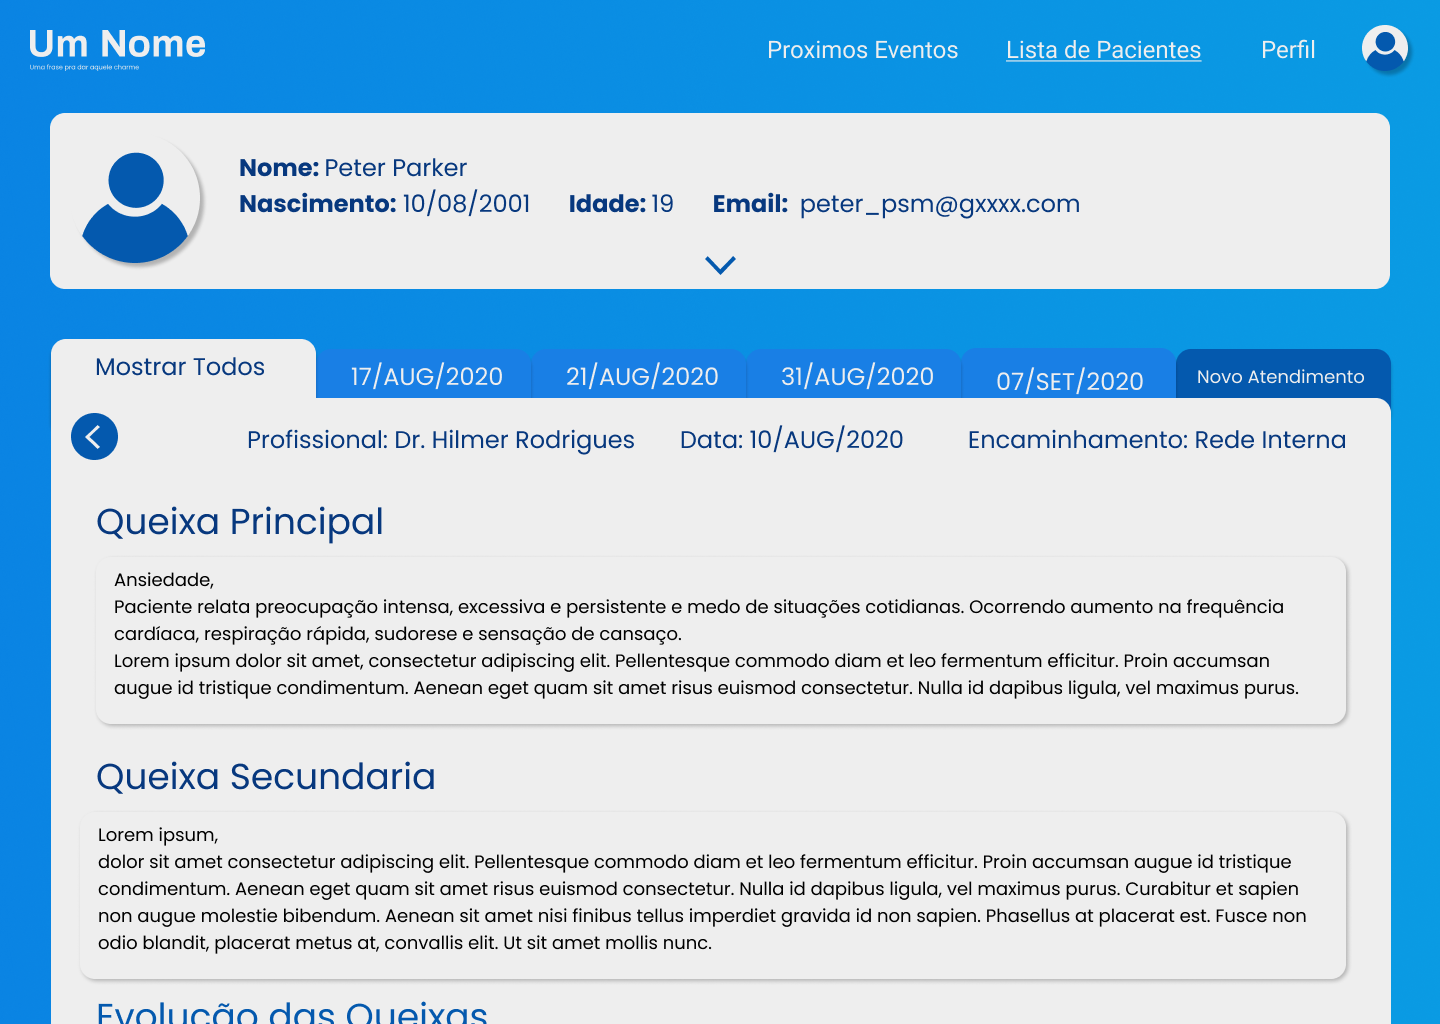 Um Nome
Uma frase pra dar aquele charme
Proximos Eventos Lista de Pacientes Perfil
Nome: Peter Parker
Nascimento: 10/08/2001 Idade: 19 Email: peter_psm@gxxxx.com
Mostrar Todos 17/AUG/2020 21/AUG/2020 31/AUG/2020 07/SET/2020 Novo Atendimento
Profissional: Dr. Hilmer Rodrigues Data: 10/AUG/2020 Encaminhamento: Rede Interna
Queixa Principal
Ansiedade,
Paciente relata preocupação intensa, excessiva e persistente e medo de situações cotidianas. Ocorrendo aumento na frequência
cardíaca, respiração rápida, sudorese e sensação de cansaço.
Lorem ipsum dolor sit amet, consectetur adipiscing elit. Pellentesque commodo diam et leo fermentum efficitur. Proin accumsan
augue id tristique condimentum. Aenean eget quam sit amet risus euismod consectetur. Nulla id dapibus ligula, vel maximus purus.
Queixa Secundaria
Lorem ipsum,
dolor sit amet consectetur adipiscing elit. Pellentesque commodo diam et leo fermentum efficitur. Proin accumsan augue id tristique
condimentum. Aenean eget quam sit amet risus euismod consectetur. Nulla id dapibus ligula, vel maximus purus. Curabitur et sapien
non augue molestie bibendum. Aenean sit amet nisi finibus tellus imperdiet gravida id non sapien. Phasellus at placerat est. Fusce non
odio blandit, placerat metus at, convallis elit. Ut sit amet mollis nunc.
Evolução das Queixas